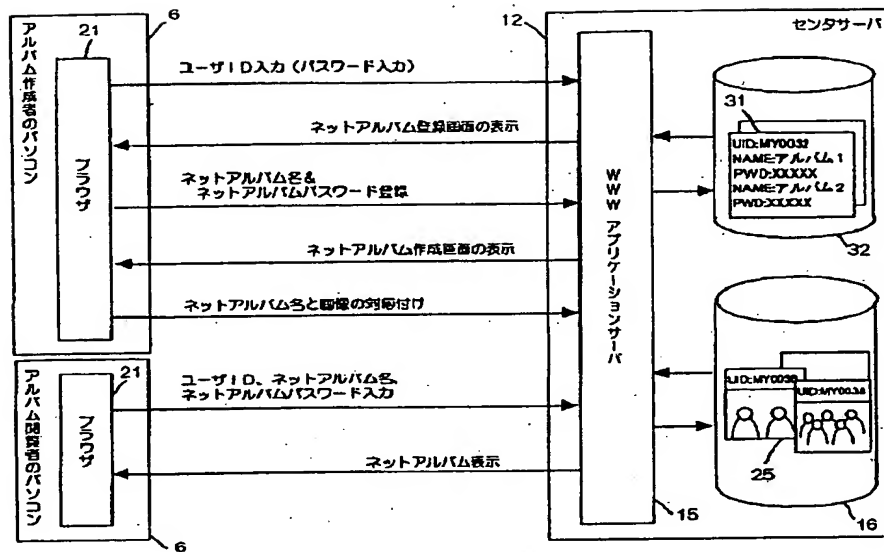 6
アルバム作成者のパソコン
21
ブラウザ
ユーザID入力(パスワード入力)
ネットアルバム登録画面の表示
ネットアルバム名&
ネットアルバムパスワード登録
ネットアルバム作成画面の表示
ネットアルバム名と画像の対応付け
アルバム閲覧者のパソコン
21
ブラウザ
ユーザID、ネットアルバム名、
ネットアルバムパスワード入力
ネットアルバム表示
6
12
センタサーバ
WWWアプリケーションサーバ
15
31
UID:MY0032
NAME:アルバム1
PWD:XXXXX
NAME:アルバム2
PWD:XXXXX
32
UID:MY003
UID:MY003
25
16